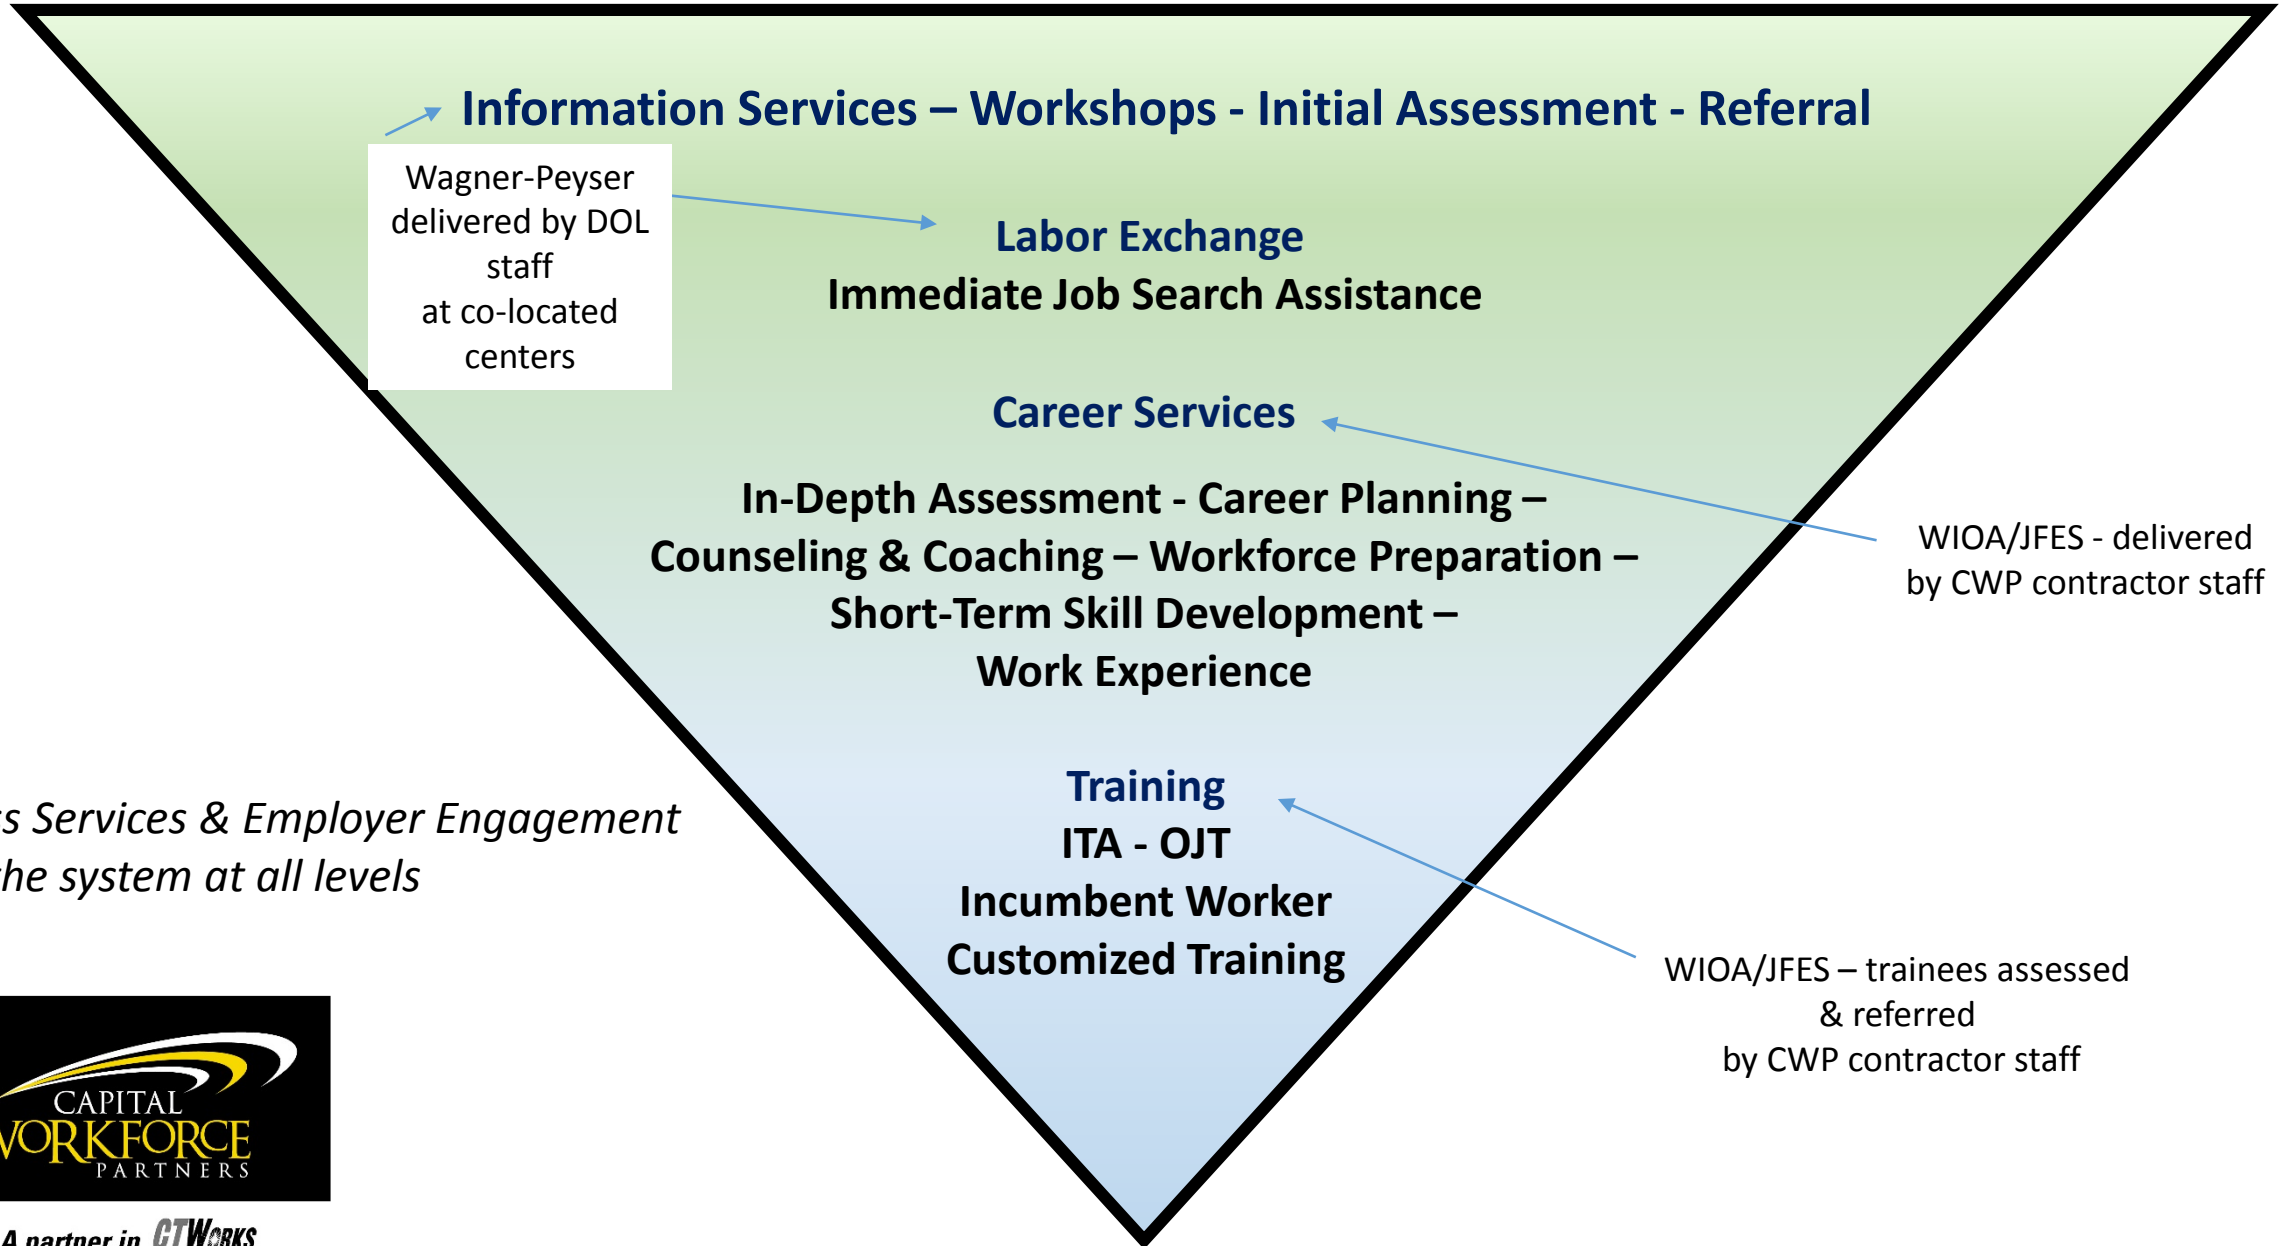 Information Services – Workshops - Initial Assessment - Referral
Wagner-Peyser
delivered by DOL
staff
at co-located
centers
Labor Exchange
Immediate Job Search Assistance
Career Services
In-Depth Assessment - Career Planning –
Counseling & Coaching – Workforce Preparation –
Short-Term Skill Development –
Work Experience
WIOA/JFES - delivered
by CWP contractor staff
Training
ITA - OJT
Incumbent Worker
Customized Training
Services & Employer Engagement
the system at all levels
WIOA/JFES – trainees assessed
& referred
by CWP contractor staff
CAPITAL
WORKFORCE
PARTNERS
A partner in CTWORKS